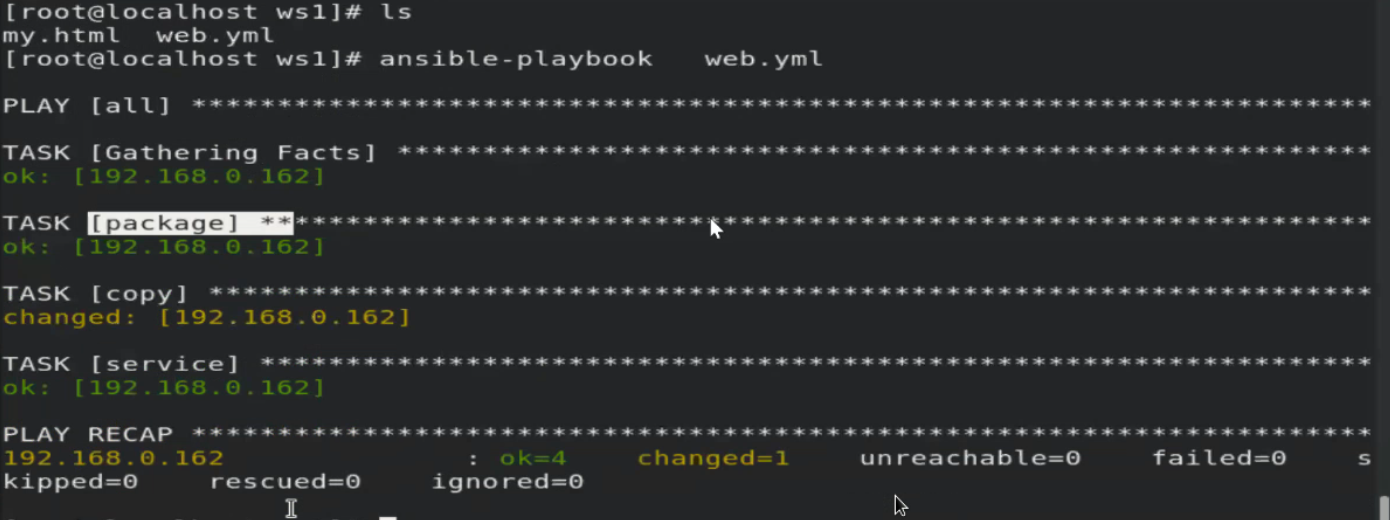 [root@localhost ws1]# ls
my.html  web.yml
[root@localhost ws1]# ansible-playbook   web.yml
PLAY [all] *********************************************************************
TASK [Gathering Facts] *********************************************************
ok: [192.168.0.162]
TASK [package] *****************************************************************
ok: [192.168.0.162]
TASK [copy] ********************************************************************
changed: [192.168.0.162]
TASK [service] *****************************************************************
ok: [192.168.0.162]
PLAY RECAP *********************************************************************
192.168.0.162              : ok=4    changed=1    unreachable=0    failed=0    s
kipped=0    rescued=0    ignored=0